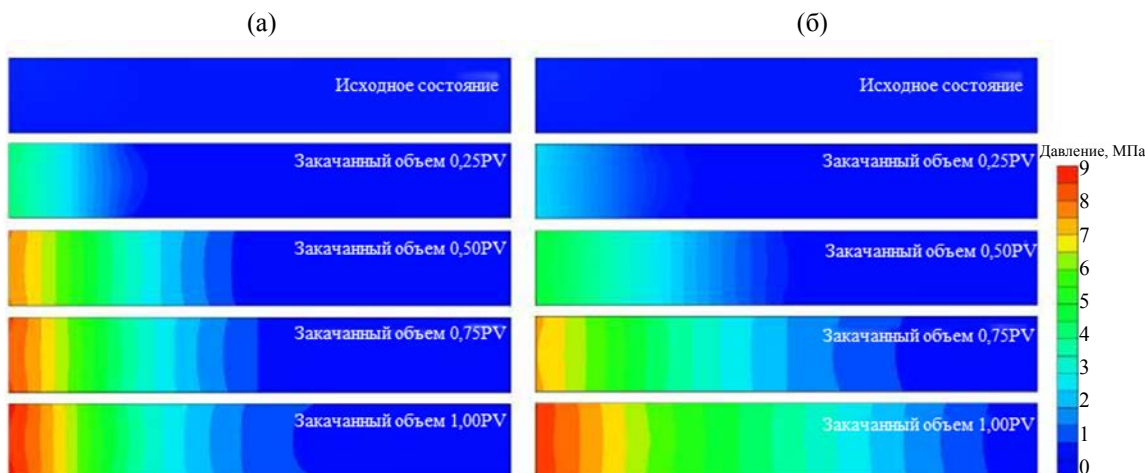 (а)
(б)
Исходное состояние
Исходное состояние
Закачанный объем 0,25PV
Закачанный объем 0,25PV
Закачанный объем 0,50PV
Закачанный объем 0,50PV
Закачанный объем 0,75PV
Закачанный объем 0,75PV
Закачанный объем 1,00PV
Закачанный объем 1,00PV
Давление, МПа
9
8
7
6
5
4
3
2
1
0